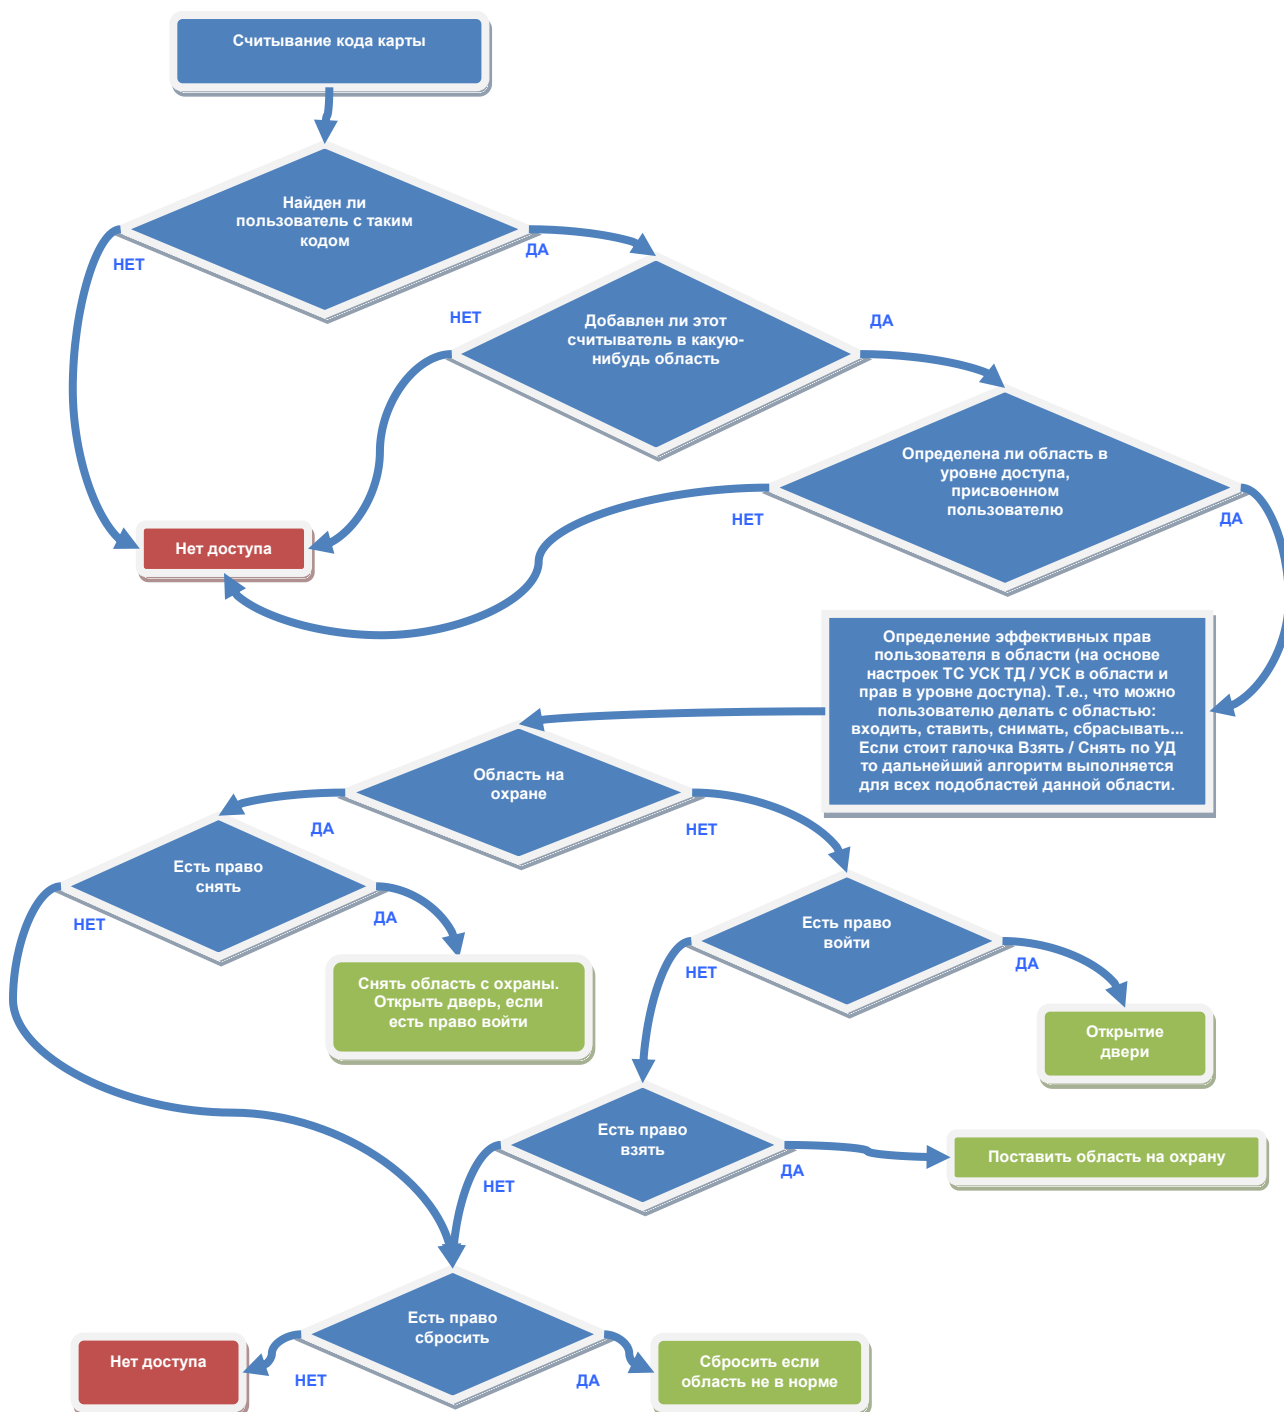 Считывание кода карты
Найден ли
пользователь с таким
кодом
НЕТ
ДА
Добавлен ли этот
считыватель в какую-
нибудь область
НЕТ
ДА
Определена ли область в
уровне доступа,
присвоенном
пользователю
НЕТ
ДА
Нет доступа
Определение эффективных прав
пользователя в области (на основе
настроек ТС УСК ТД / УСК в области и
прав в уровне доступа). Т.е., что можно
пользователю делать с областью:
входить, ставить, снимать, сбрасывать...
Если стоит галочка Взять / Снять по УД
то дальнейший алгоритм выполняется
для всех подобластей данной области.
Область на
охране
ДА
НЕТ
Есть право
снять
НЕТ
ДА
Снять область с охраны.
Открыть дверь, если
есть право войти
Есть право
войти
НЕТ
ДА
Открытие
двери
Есть право
взять
НЕТ
ДА
Поставить область на охрану
Есть право
сбросить
НЕТ
ДА
Нет доступа
Сбросить если
область не в норме